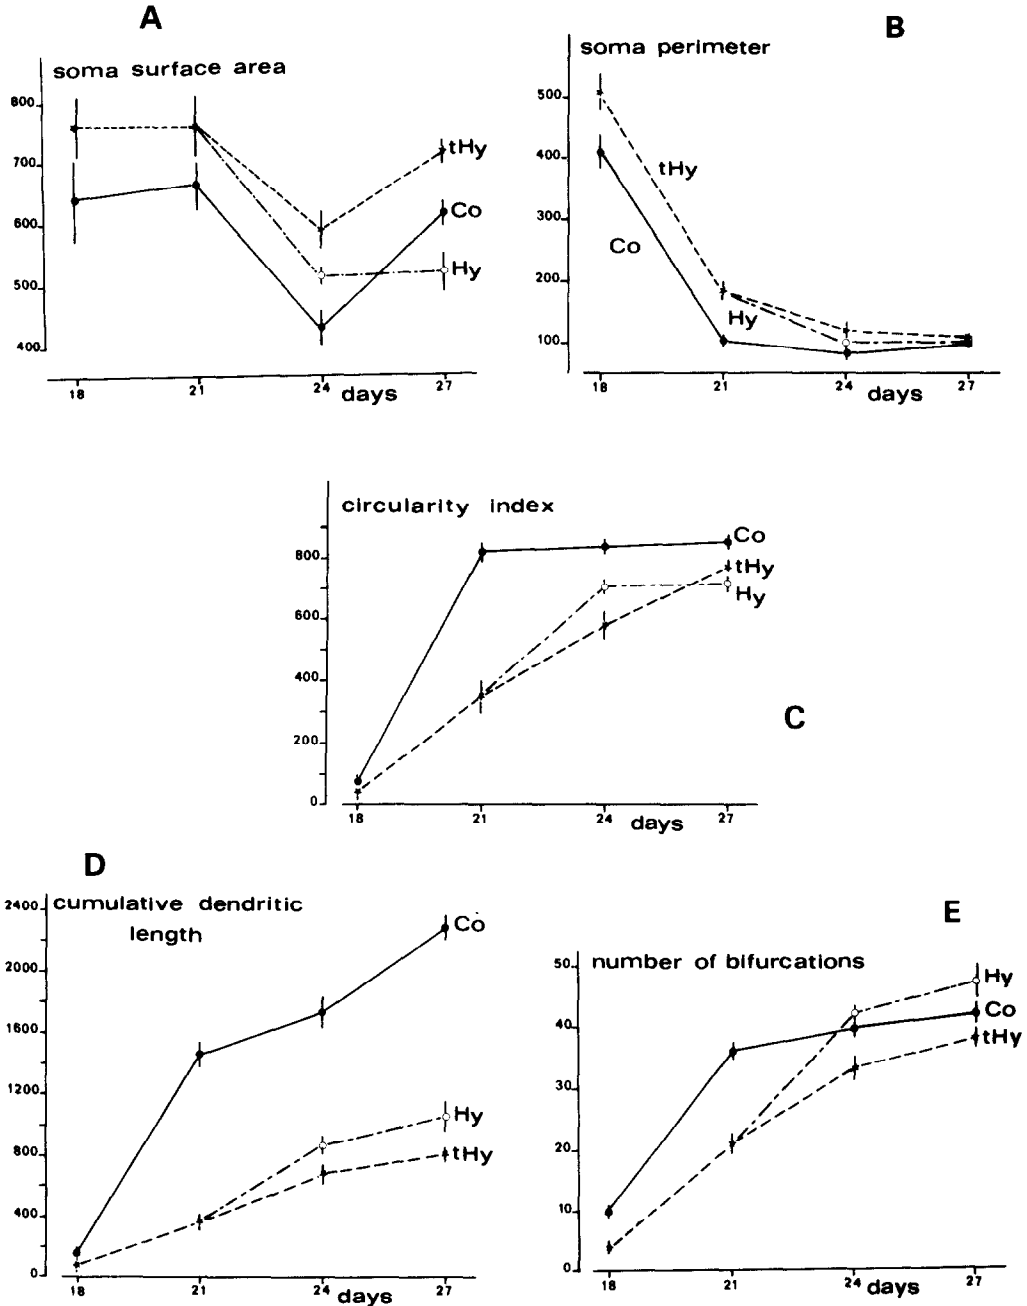 A
soma surface area
800
700
600
500
400
tHy
Co
Hy
18
21
24
27
days
B
soma perimeter
500
400
300
200
100
tHy
Co
Hy
18
21
24
27
days
circularity index
800
600
400
200
0
Co
tHy
Hy
18
21
24
27
days
C
D
cumulative dendritic
length
2400
2000
1600
1200
800
400
0
Co
Hy
tHy
18
21
24
27
days
E
number of bifurcations
50
40
30
20
10
0
Hy
Co
tHy
18
21
24
27
days